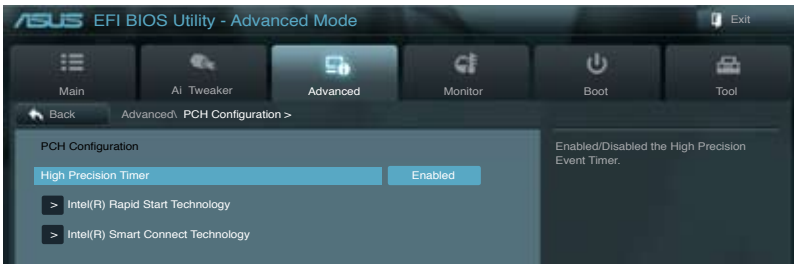 ASUS EFI BIOS Utility - Advanced Mode
Exit
Main
Ai Tweaker
Advanced
Monitor
Boot
Tool
Back
Advanced\ PCH Configuration >
PCH Configuration
High Precision Timer Enabled
> Intel(R) Rapid Start Technology
> Intel(R) Smart Connect Technology
Enabled/Disabled the High Precision
Event Timer.